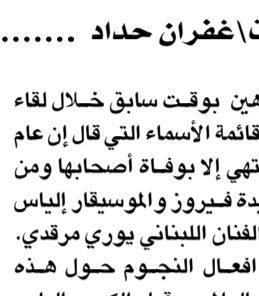 ت\غفران حداد .......
هين بوقت سابق خلال لقاء
قائمة الأسماء التي قال إن عام
تهي إلا بوفاة أصحابها ومن
يدة فيروز والموسيقار إلياس
الفنان اللبناني يوري مرقدي.
افعال النجوم حول هذه